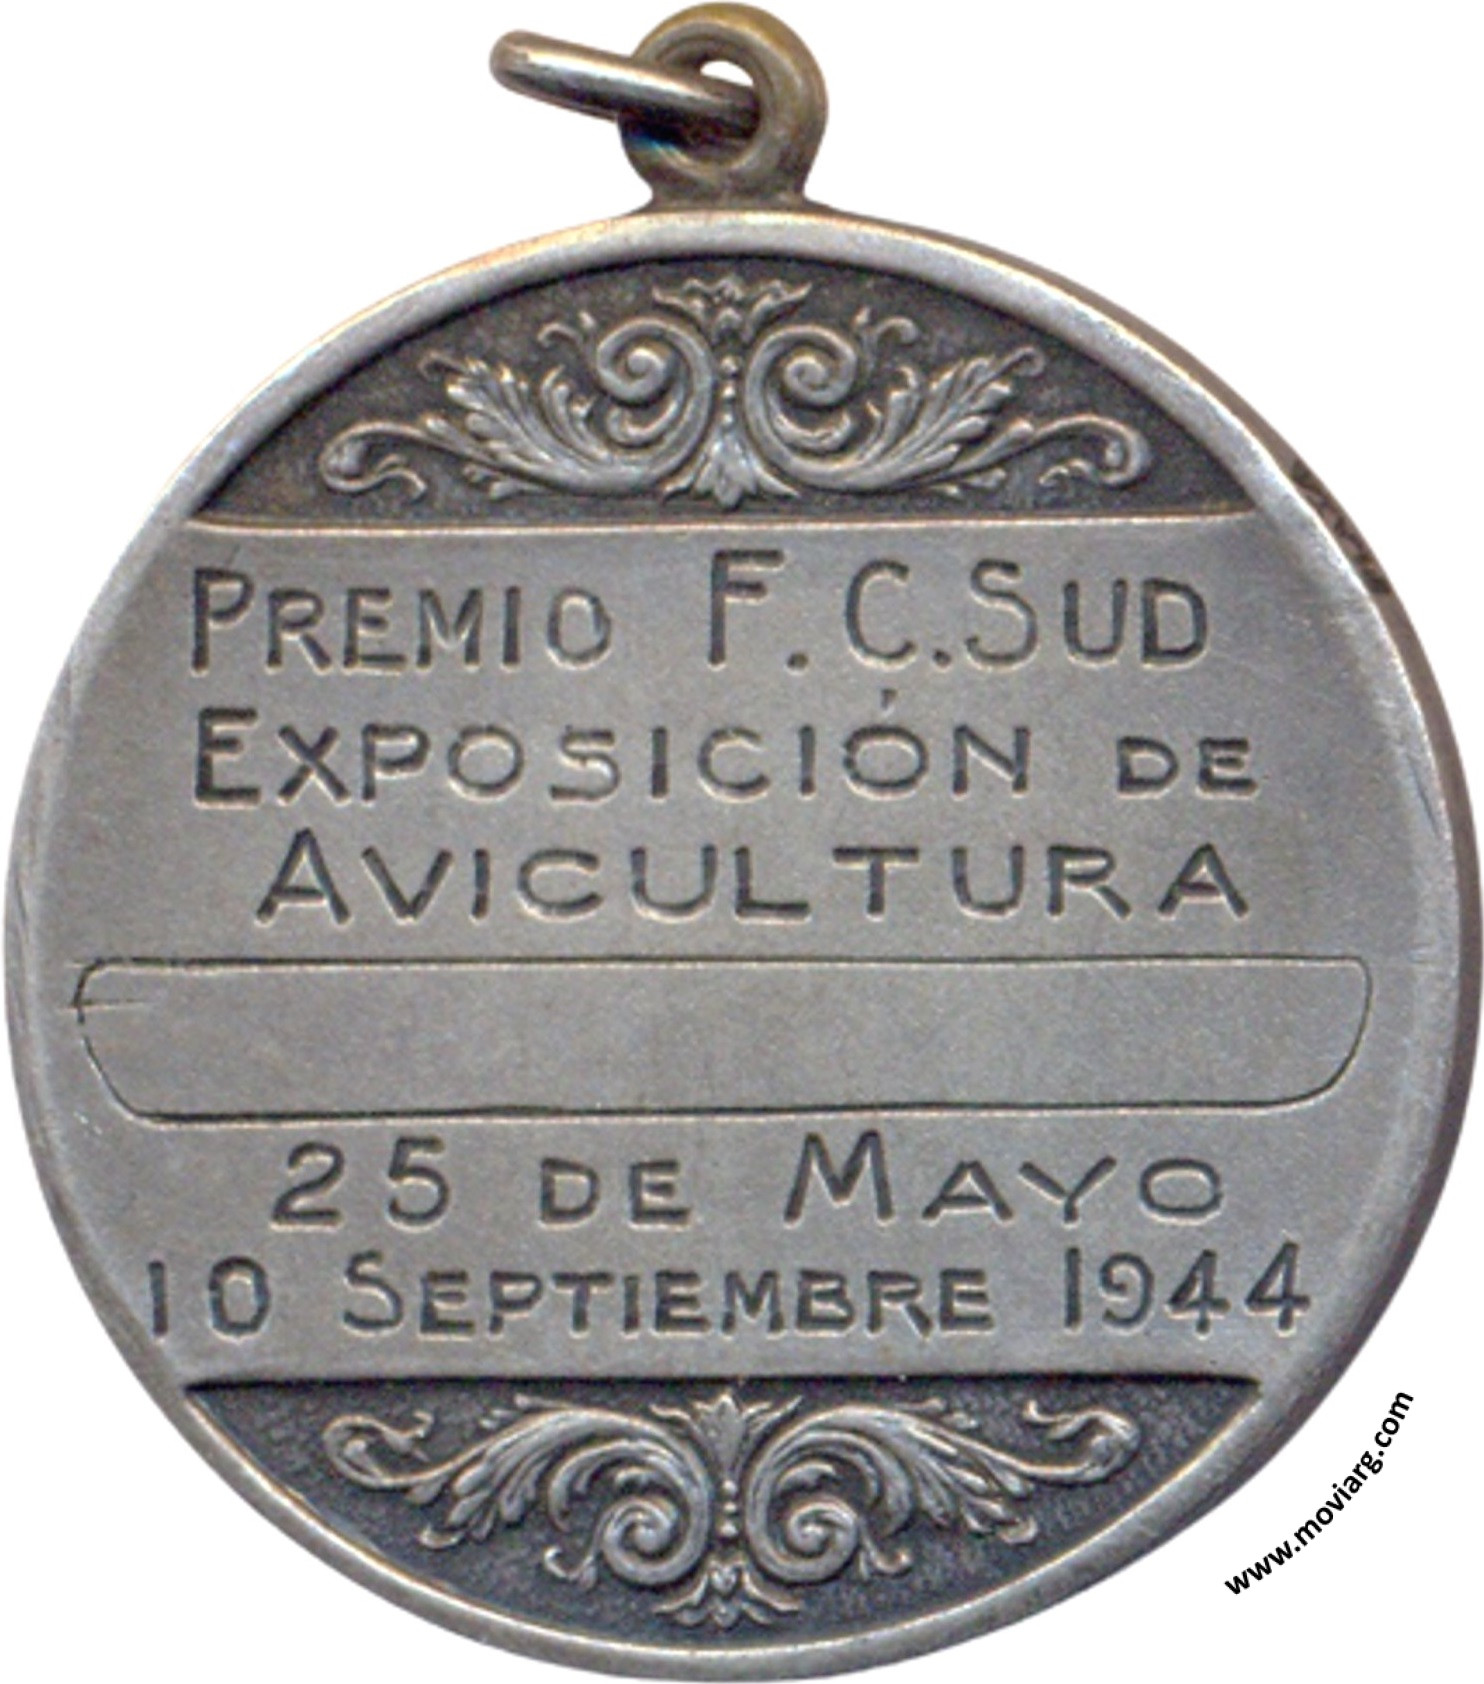 PREMIO F.C.SUD
EXPOSICIÓN DE
AVICULTURA
25 DE MAYO
10 SEPTIEMBRE 1944
www.moviarg.com